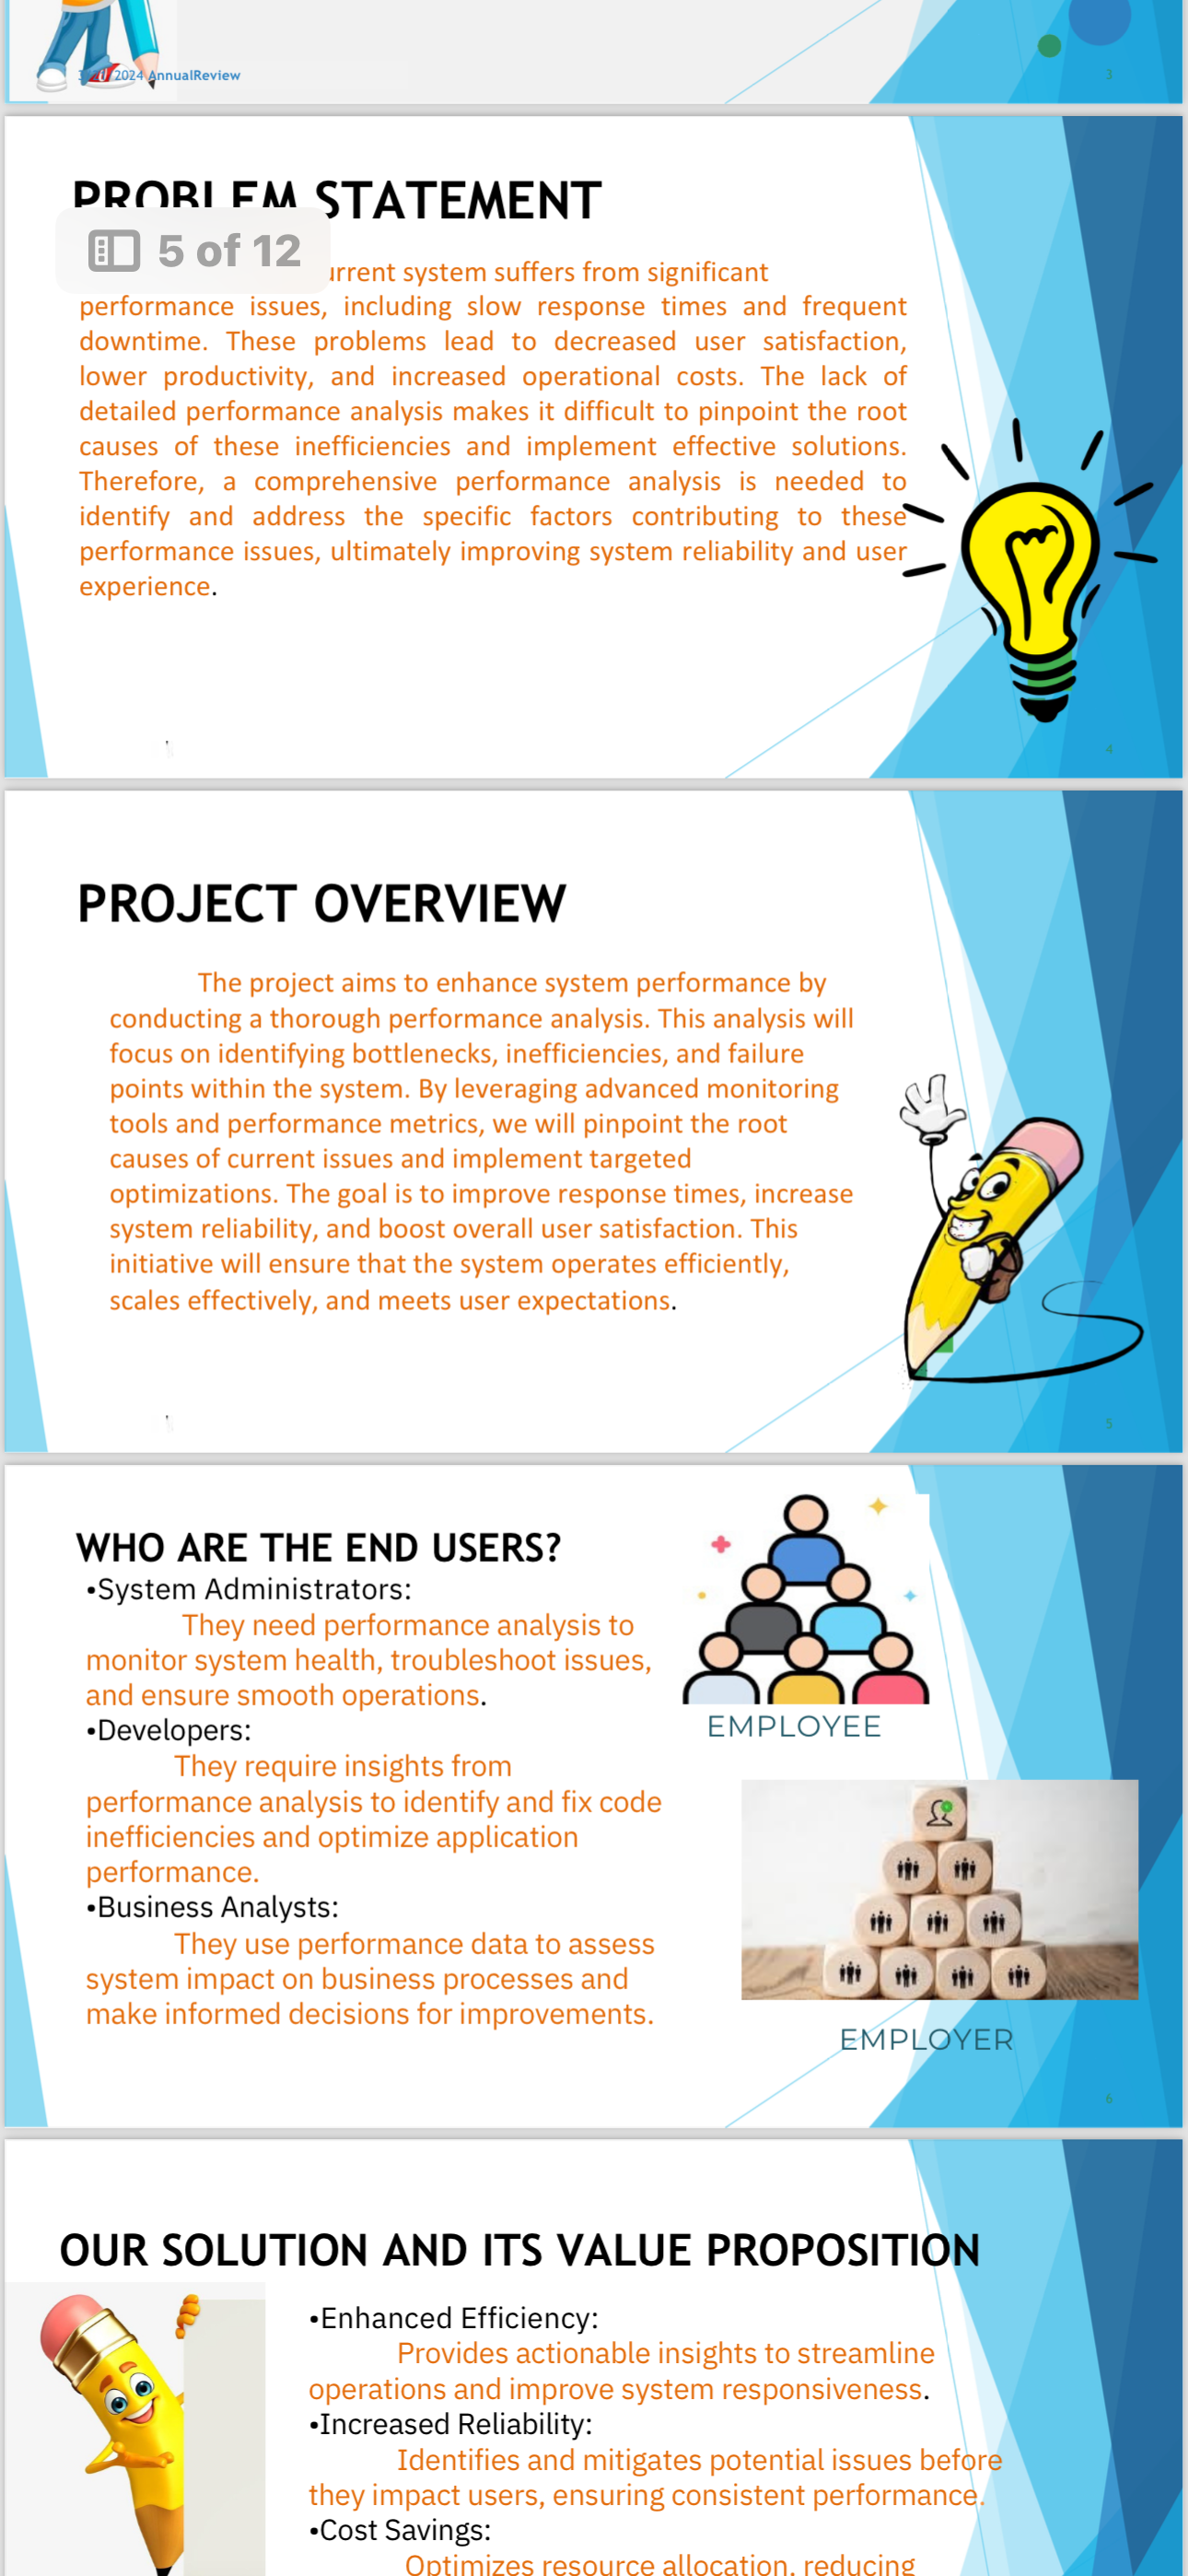 2024 AnnualReview
3
PROBLEM STATEMENT
5 of 12
urrent system suffers from significant
performance issues, including slow response times and frequent
downtime. These problems lead to decreased user satisfaction,
lower productivity, and increased operational costs. The lack of
detailed performance analysis makes it difficult to pinpoint the root
causes of these inefficiencies and implement effective solutions.
Therefore, a comprehensive performance analysis is needed to
identify and address the specific factors contributing to these
performance issues, ultimately improving system reliability and user
experience.
4
PROJECT OVERVIEW
The project aims to enhance system performance by
conducting a thorough performance analysis. This analysis will
focus on identifying bottlenecks, inefficiencies, and failure
points within the system. By leveraging advanced monitoring
tools and performance metrics, we will pinpoint the root
causes of current issues and implement targeted
optimizations. The goal is to improve response times, increase
system reliability, and boost overall user satisfaction. This
initiative will ensure that the system operates efficiently,
scales effectively, and meets user expectations.
5
WHO ARE THE END USERS?
•System Administrators:
They need performance analysis to
monitor system health, troubleshoot issues,
and ensure smooth operations.
•Developers:
They require insights from
performance analysis to identify and fix code
inefficiencies and optimize application
performance.
•Business Analysts:
They use performance data to assess
system impact on business processes and
make informed decisions for improvements.
EMPLOYEE
EMPLOYER
6
OUR SOLUTION AND ITS VALUE PROPOSITION
•Enhanced Efficiency:
Provides actionable insights to streamline
operations and improve system responsiveness.
•Increased Reliability:
Identifies and mitigates potential issues before
they impact users, ensuring consistent performance.
•Cost Savings:
Optimizes resource allocation, reducing